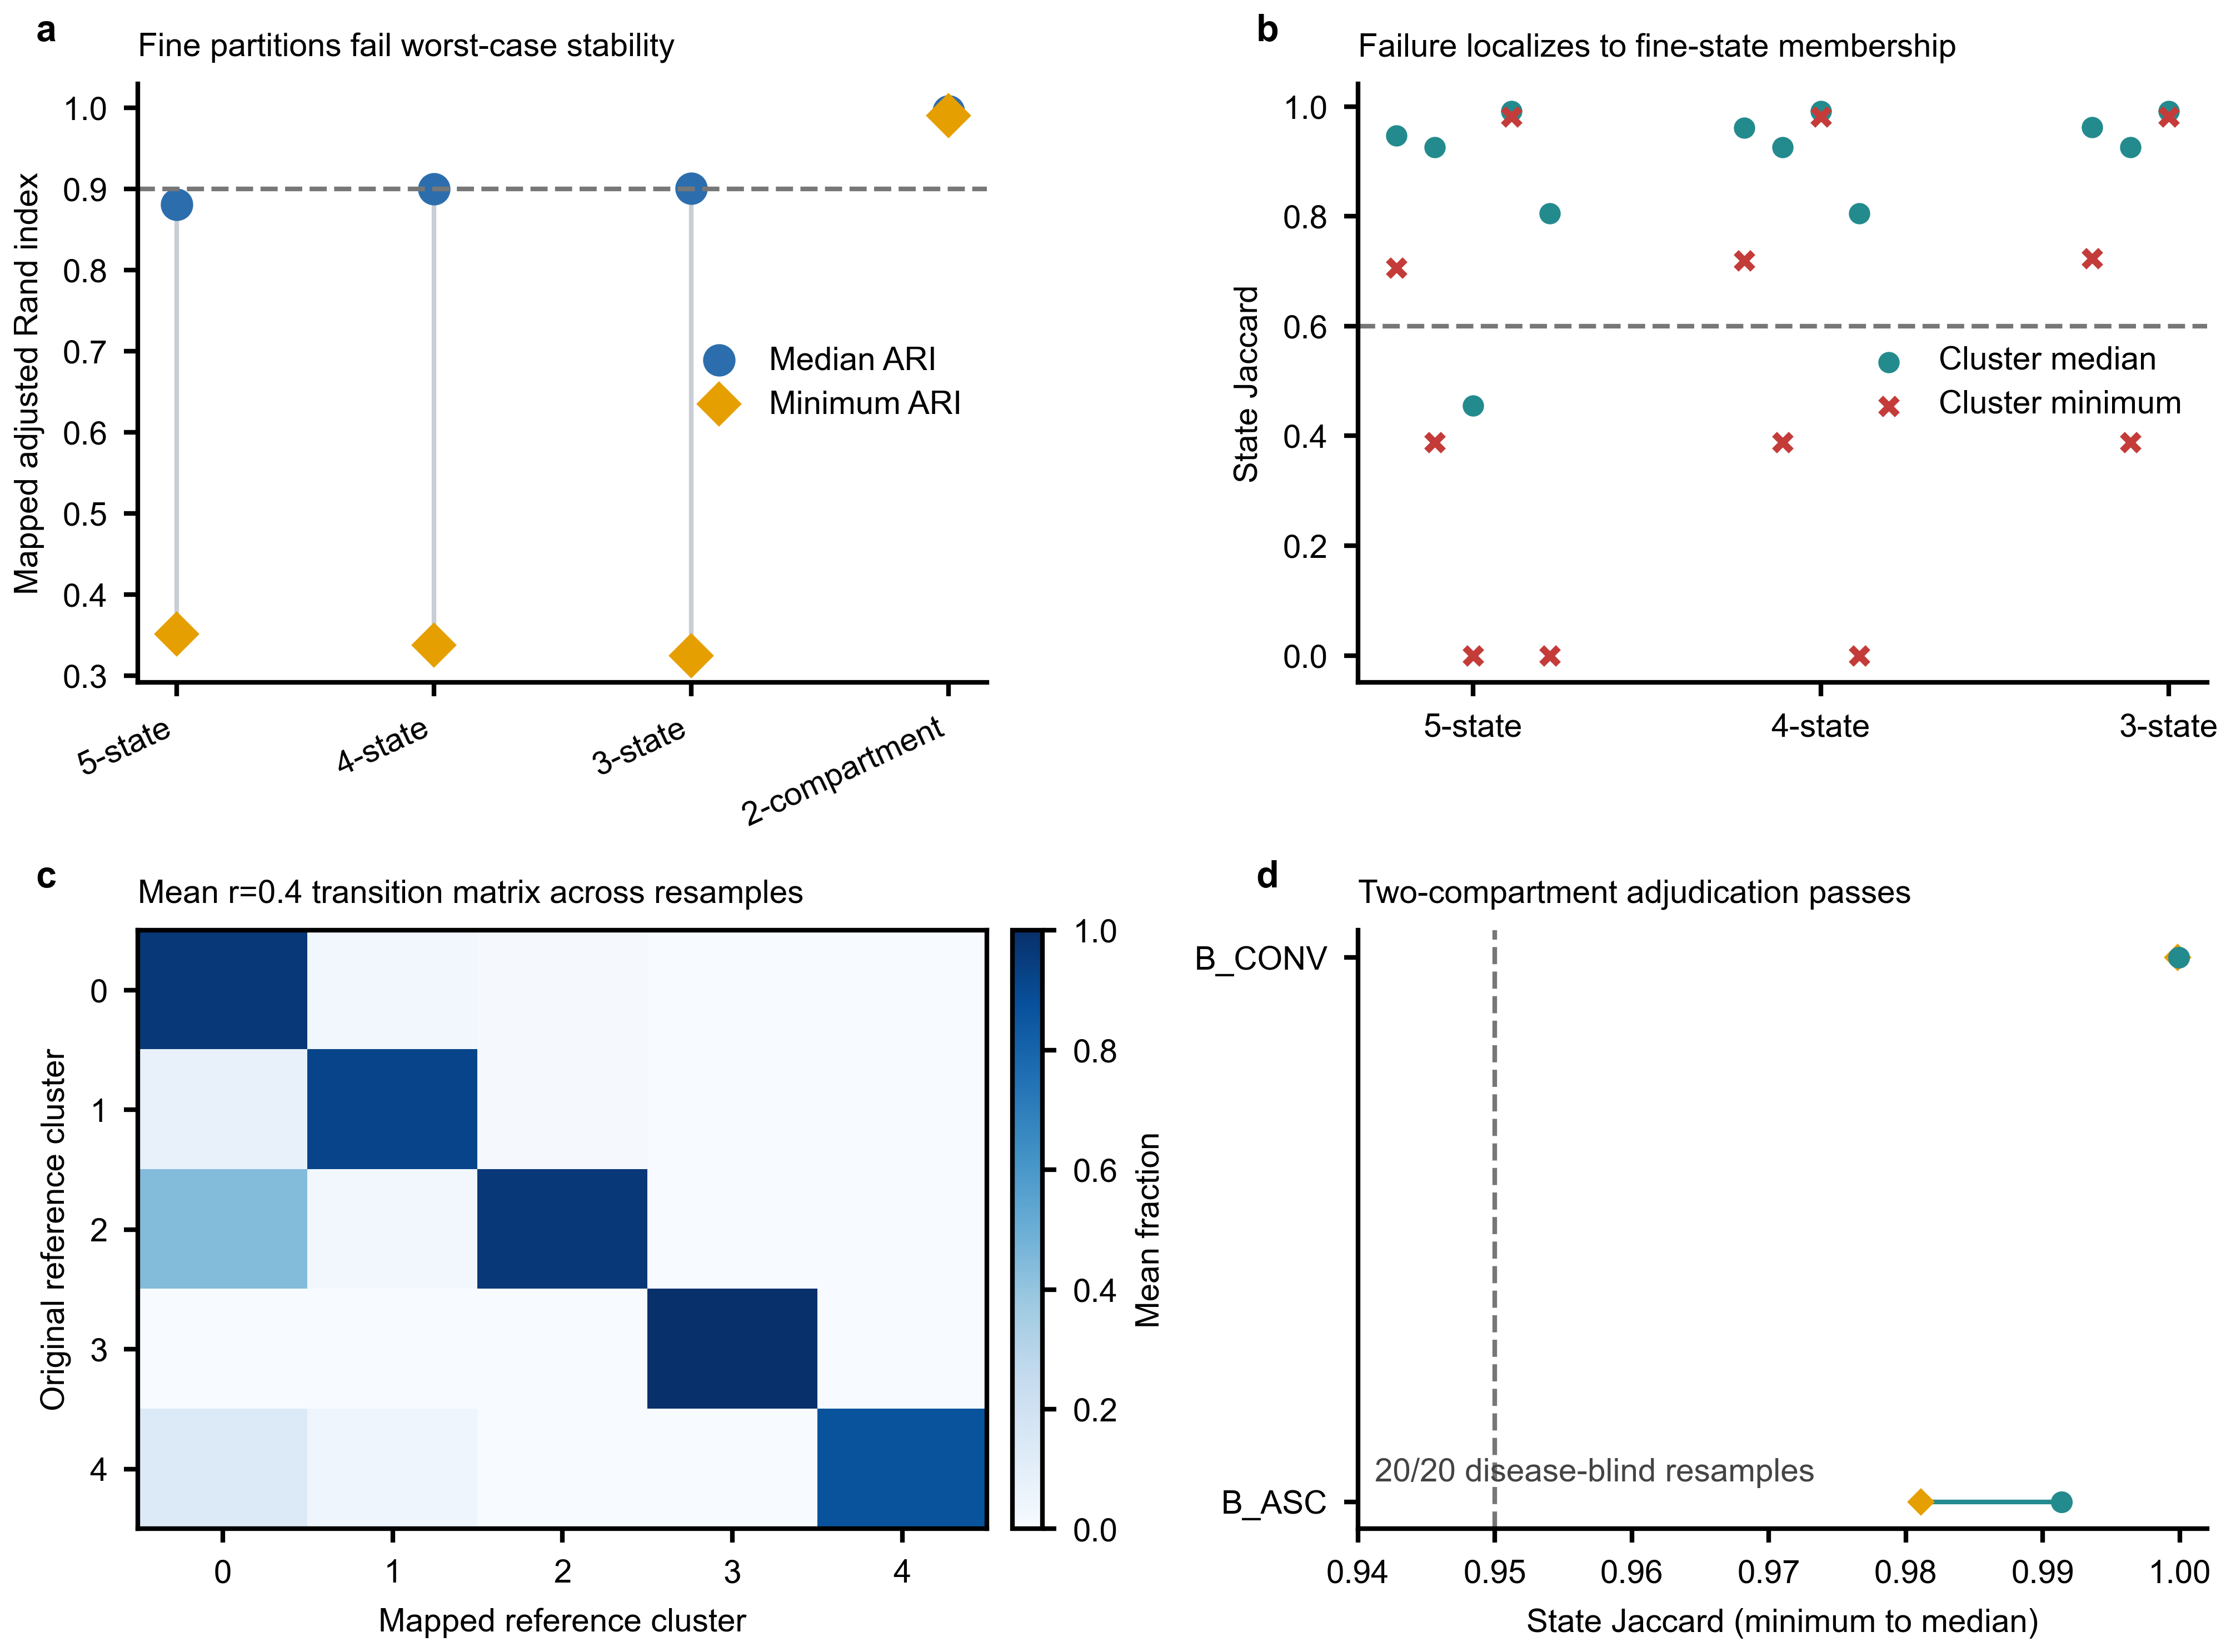 a
Fine partitions fail worst-case stability
Mapped adjusted Rand index
1.0
0.9
0.8
0.7
0.6
0.5
0.4
0.3
Median ARI
Minimum ARI
5-state
4-state
3-state
2-compartment
b
Failure localizes to fine-state membership
State Jaccard
1.0
0.8
0.6
0.4
0.2
0.0
Cluster median
Cluster minimum
5-state
4-state
3-state
c
Mean r=0.4 transition matrix across resamples
Original reference cluster
0
1
2
3
4
0
1
2
3
4
Mapped reference cluster
1.0
0.8
0.6
0.4
0.2
0.0
Mean fraction
d
Two-compartment adjudication passes
B_CONV
B_ASC
20/20 disease-blind resamples
0.94
0.95
0.96
0.97
0.98
0.99
1.00
State Jaccard (minimum to median)